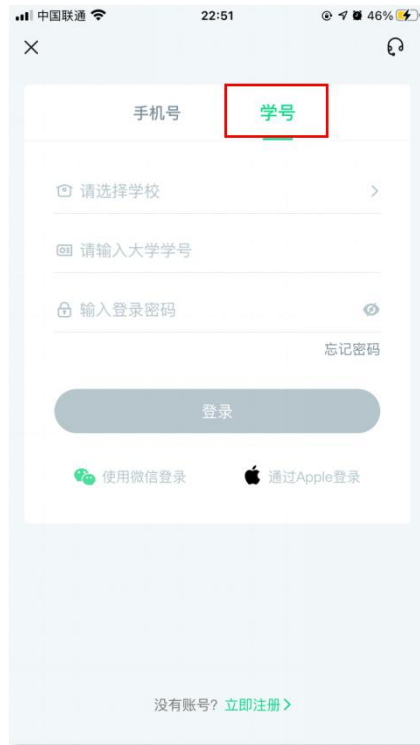 中国联通 22:51 46%
手机号 学号
请选择学校
请输入大学学号
输入登录密码
忘记密码
登录
使用微信登录 通过Apple登录
没有账号? 立即注册>